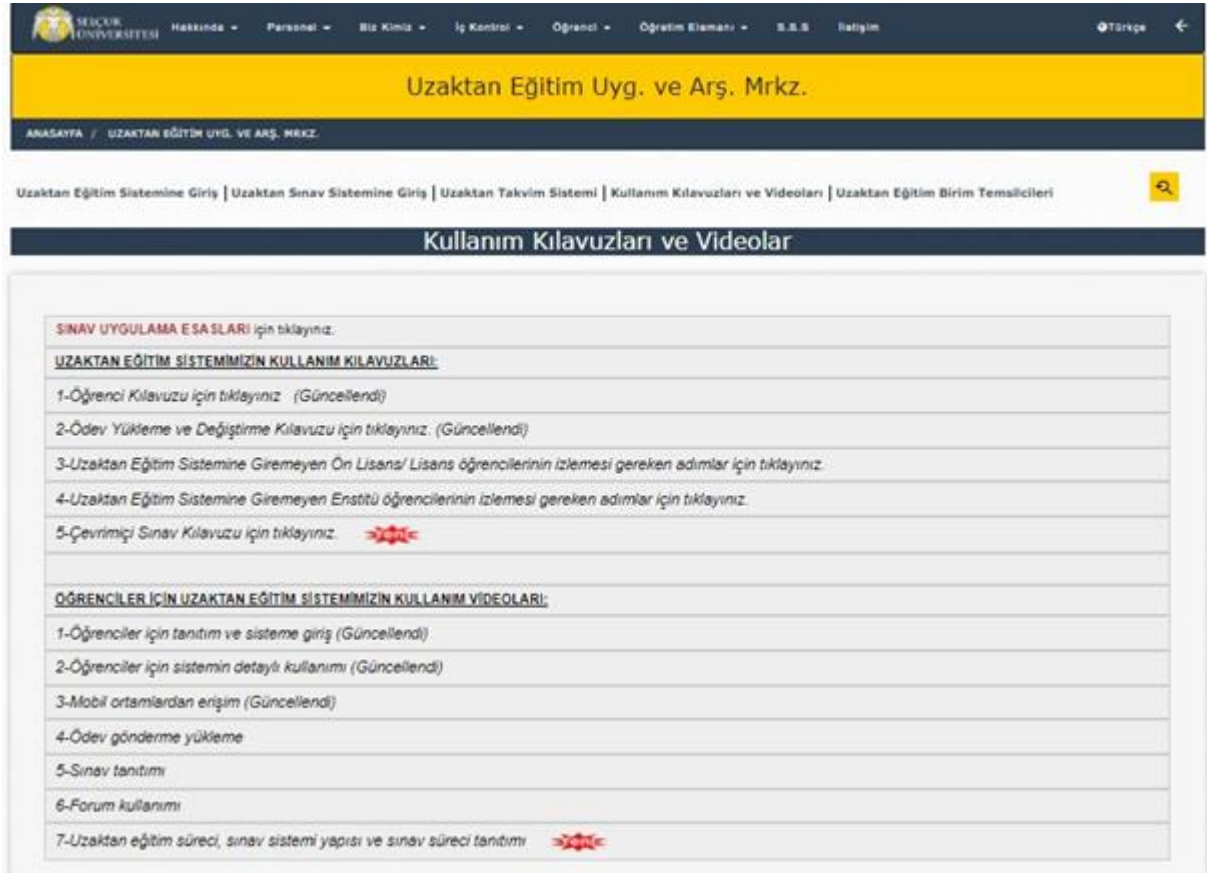 SELÇUK
ÜNİVERSİTESİ
Hakkında Personel Biz Kimiz İç Kontrol Öğrenci Öğretim Elemanı S.S.S İletişim Türkçe
Uzaktan Eğitim Uyg. ve Arş. Mrkz.
ANASAYFA / UZAKTAN EĞİTİM UYG. VE ARŞ. MRKZ.
Uzaktan Eğitim Sistemine Giriş | Uzaktan Sınav Sistemine Giriş | Uzaktan Takvim Sistemi | Kullanım Kılavuzları ve Videoları | Uzaktan Eğitim Birim Temsilcileri
Kullanım Kılavuzları ve Videolar
SINAV UYGULAMA ESASLARI için tıklayınız.
UZAKTAN EĞİTİM SİSTEMİMİZİN KULLANIM KILAVUZLARI:
1-Öğrenci Kılavuzu için tıklayınız (Güncellendi)
2-Ödev Yükleme ve Değiştirme Kılavuzu için tıklayınız. (Güncellendi)
3-Uzaktan Eğitim Sistemine Giremeyen Ön Lisans/ Lisans öğrencilerinin izlemesi gereken adımlar için tıklayınız.
4-Uzaktan Eğitim Sistemine Giremeyen Enstitü öğrencilerinin izlemesi gereken adımlar için tıklayınız.
5-Çevrimiçi Sınav Kılavuzu için tıklayınız. Yeni
ÖĞRENCİLER İÇİN UZAKTAN EĞİTİM SİSTEMİMİZİN KULLANIM VİDEOLARI:
1-Öğrenciler için tanıtım ve sisteme giriş (Güncellendi)
2-Öğrenciler için sistemin detaylı kullanımı (Güncellendi)
3-Mobil ortamlardan erişim (Güncellendi)
4-Ödev gönderme yükleme
5-Sınav tanıtımı
6-Forum kullanımı
7-Uzaktan eğitim süreci, sınav sistemi yapısı ve sınav süreci tanıtımı Yeni